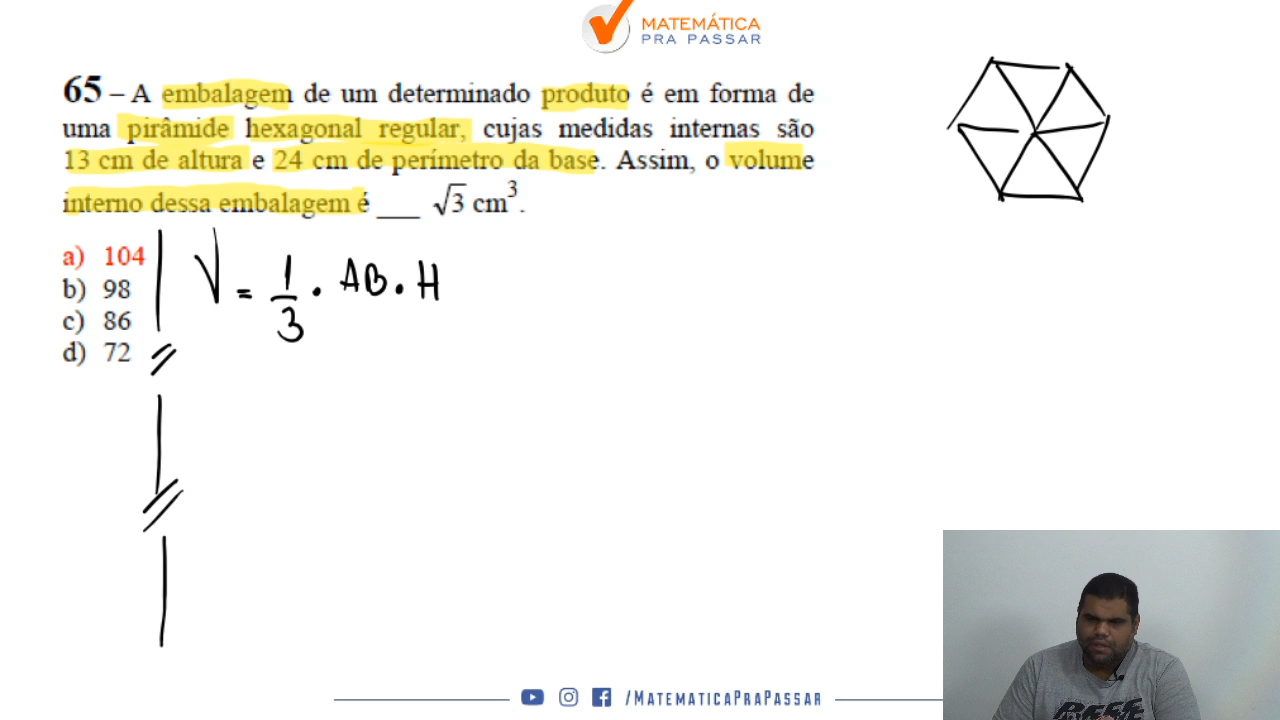 MATEMÁTICA
PRA PASSAR
65 – A embalagem de um determinado produto é em forma de
uma pirâmide hexagonal regular, cujas medidas internas são
13 cm de altura e 24 cm de perímetro da base. Assim, o volume
interno dessa embalagem é ___ √3 cm³.
a) 104
b) 98
c) 86
d) 72
V = 1/3 · AB · H
/MATEMATICAPRAPASSAR